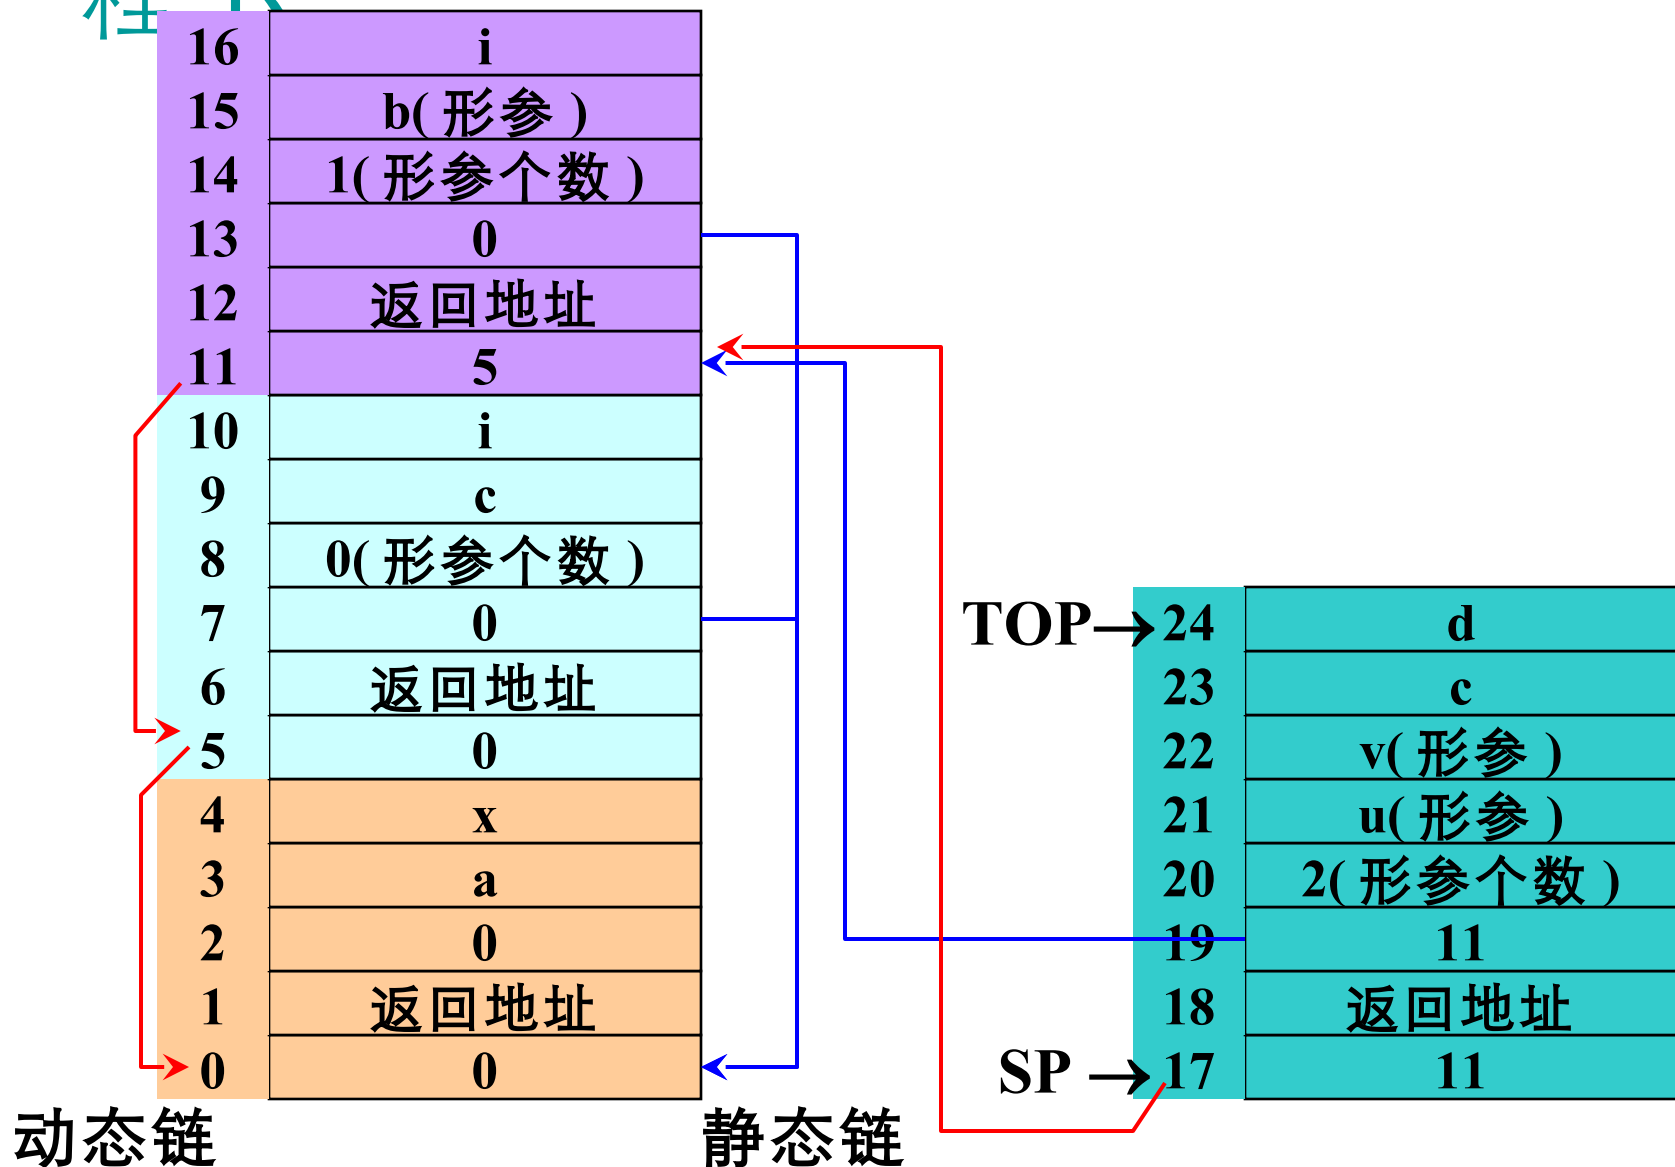 16 i
15 b(形参)
14 1(形参个数)
13 0
12 返回地址
11 5
10 i
9 c
8 0(形参个数)
7 0
6 返回地址
5 0
4 x
3 a
2 0
1 返回地址
0 0
动态链
静态链
TOP→ 24 d
23 c
22 v(形参)
21 u(形参)
20 2(形参个数)
19 11
18 返回地址
SP → 17 11